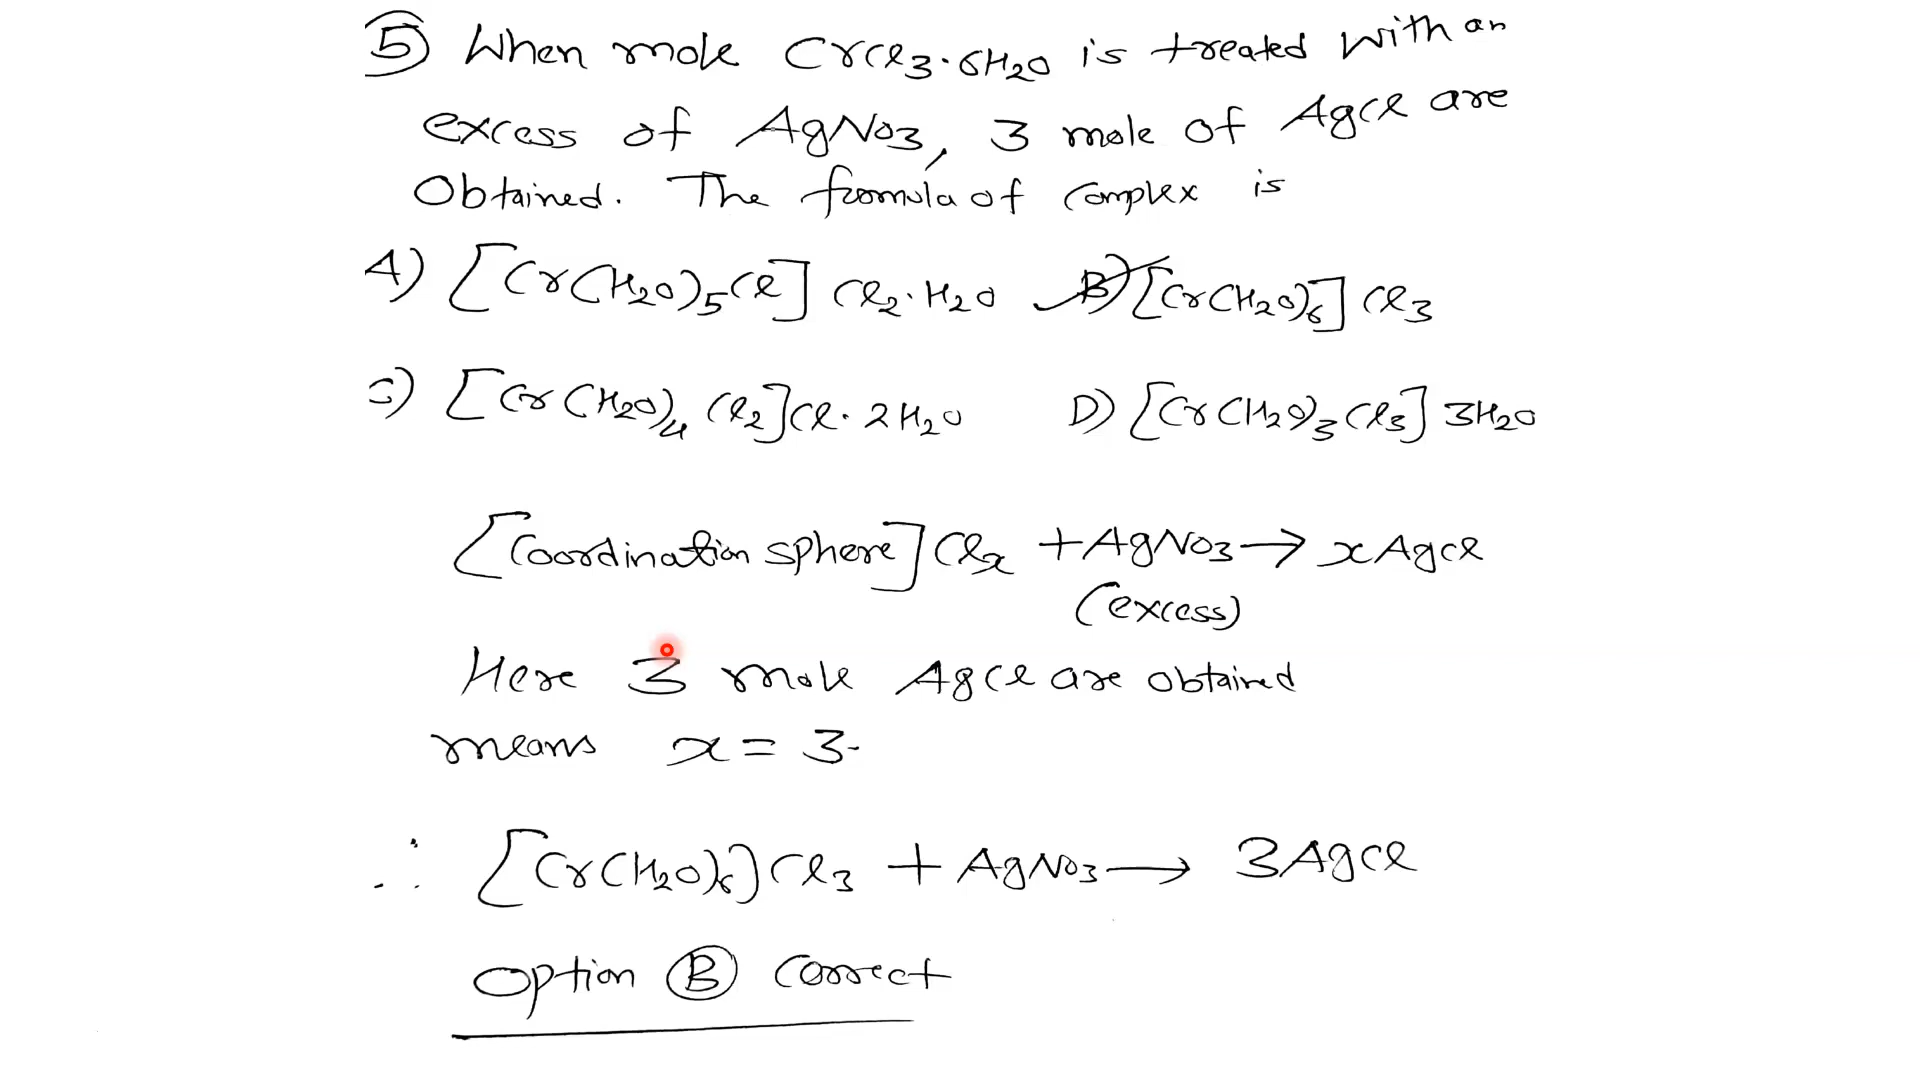 ⑤ When mole CrCl₃·6H₂O is treated with an
excess of AgNO₃, 3 mole of AgCl are
Obtained. The formula of complex is
A) [Cr(H₂O)₅Cl]Cl₂·H₂O B) [Cr(H₂O)₆]Cl₃
C) [Cr(H₂O)₄Cl₂]Cl·2H₂O D) [Cr(H₂O)₃Cl₃] 3H₂O
[Coordination sphere]Clₓ + AgNO₃ → xAgCl
(excess)
Here 3 mole AgCl are obtained
means x = 3.
∴ [Cr(H₂O)₆]Cl₃ + AgNO₃ → 3AgCl
Option Ⓑ Correct